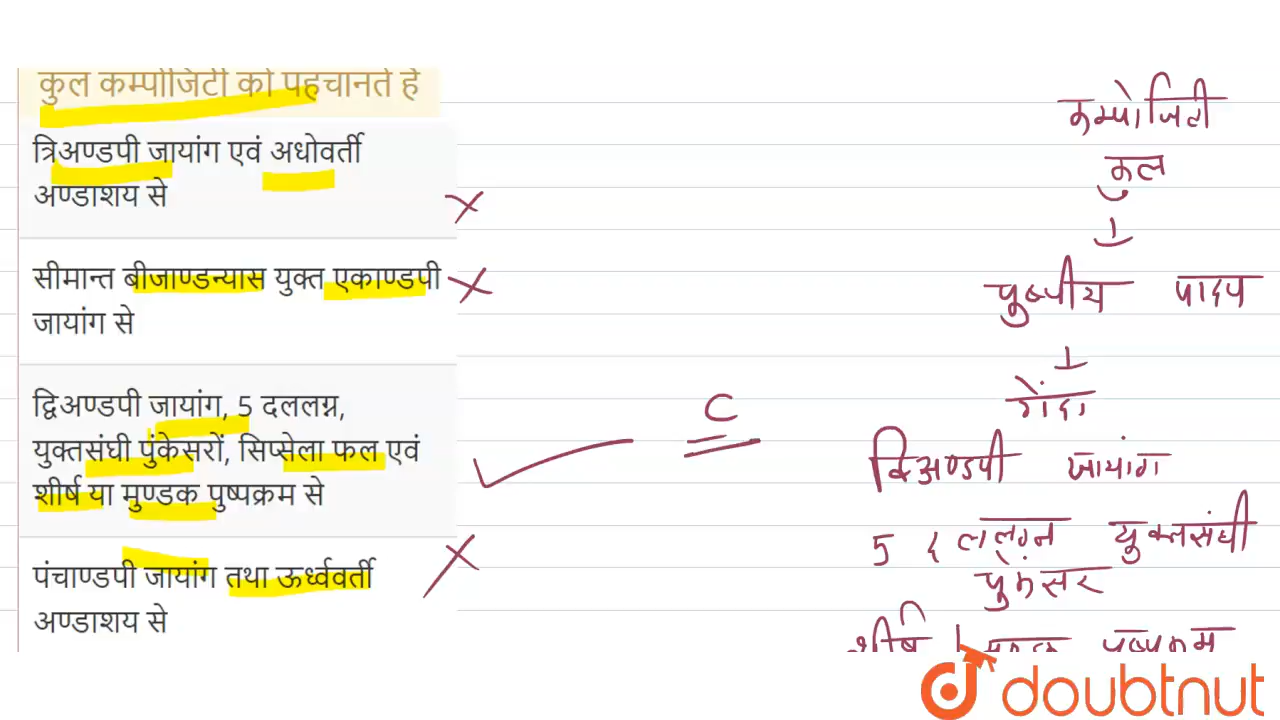 कुल कम्पोजिटी को पहचानते हैं
त्रिअण्डपी जायांग एवं अधोवर्ती
अण्डाशय से
सीमान्त बीजाण्डन्यास युक्त एकाण्डपी
जायांग से
द्विअण्डपी जायांग, 5 दललग्न,
युक्तसंघी पुंकेसरों, सिप्सेला फल एवं
शीर्ष या मुण्डक पुष्पक्रम से
पंचाण्डपी जायांग तथा ऊर्ध्ववर्ती
अण्डाशय से
C
कम्पोजिटी
कुल
पुष्पीय पादप
गेंदा
द्विअण्डपी जायांग
5 दललग्न युक्तसंघी
पुंकेसर
शीर्ष पुष्पक्रम
doubtnut